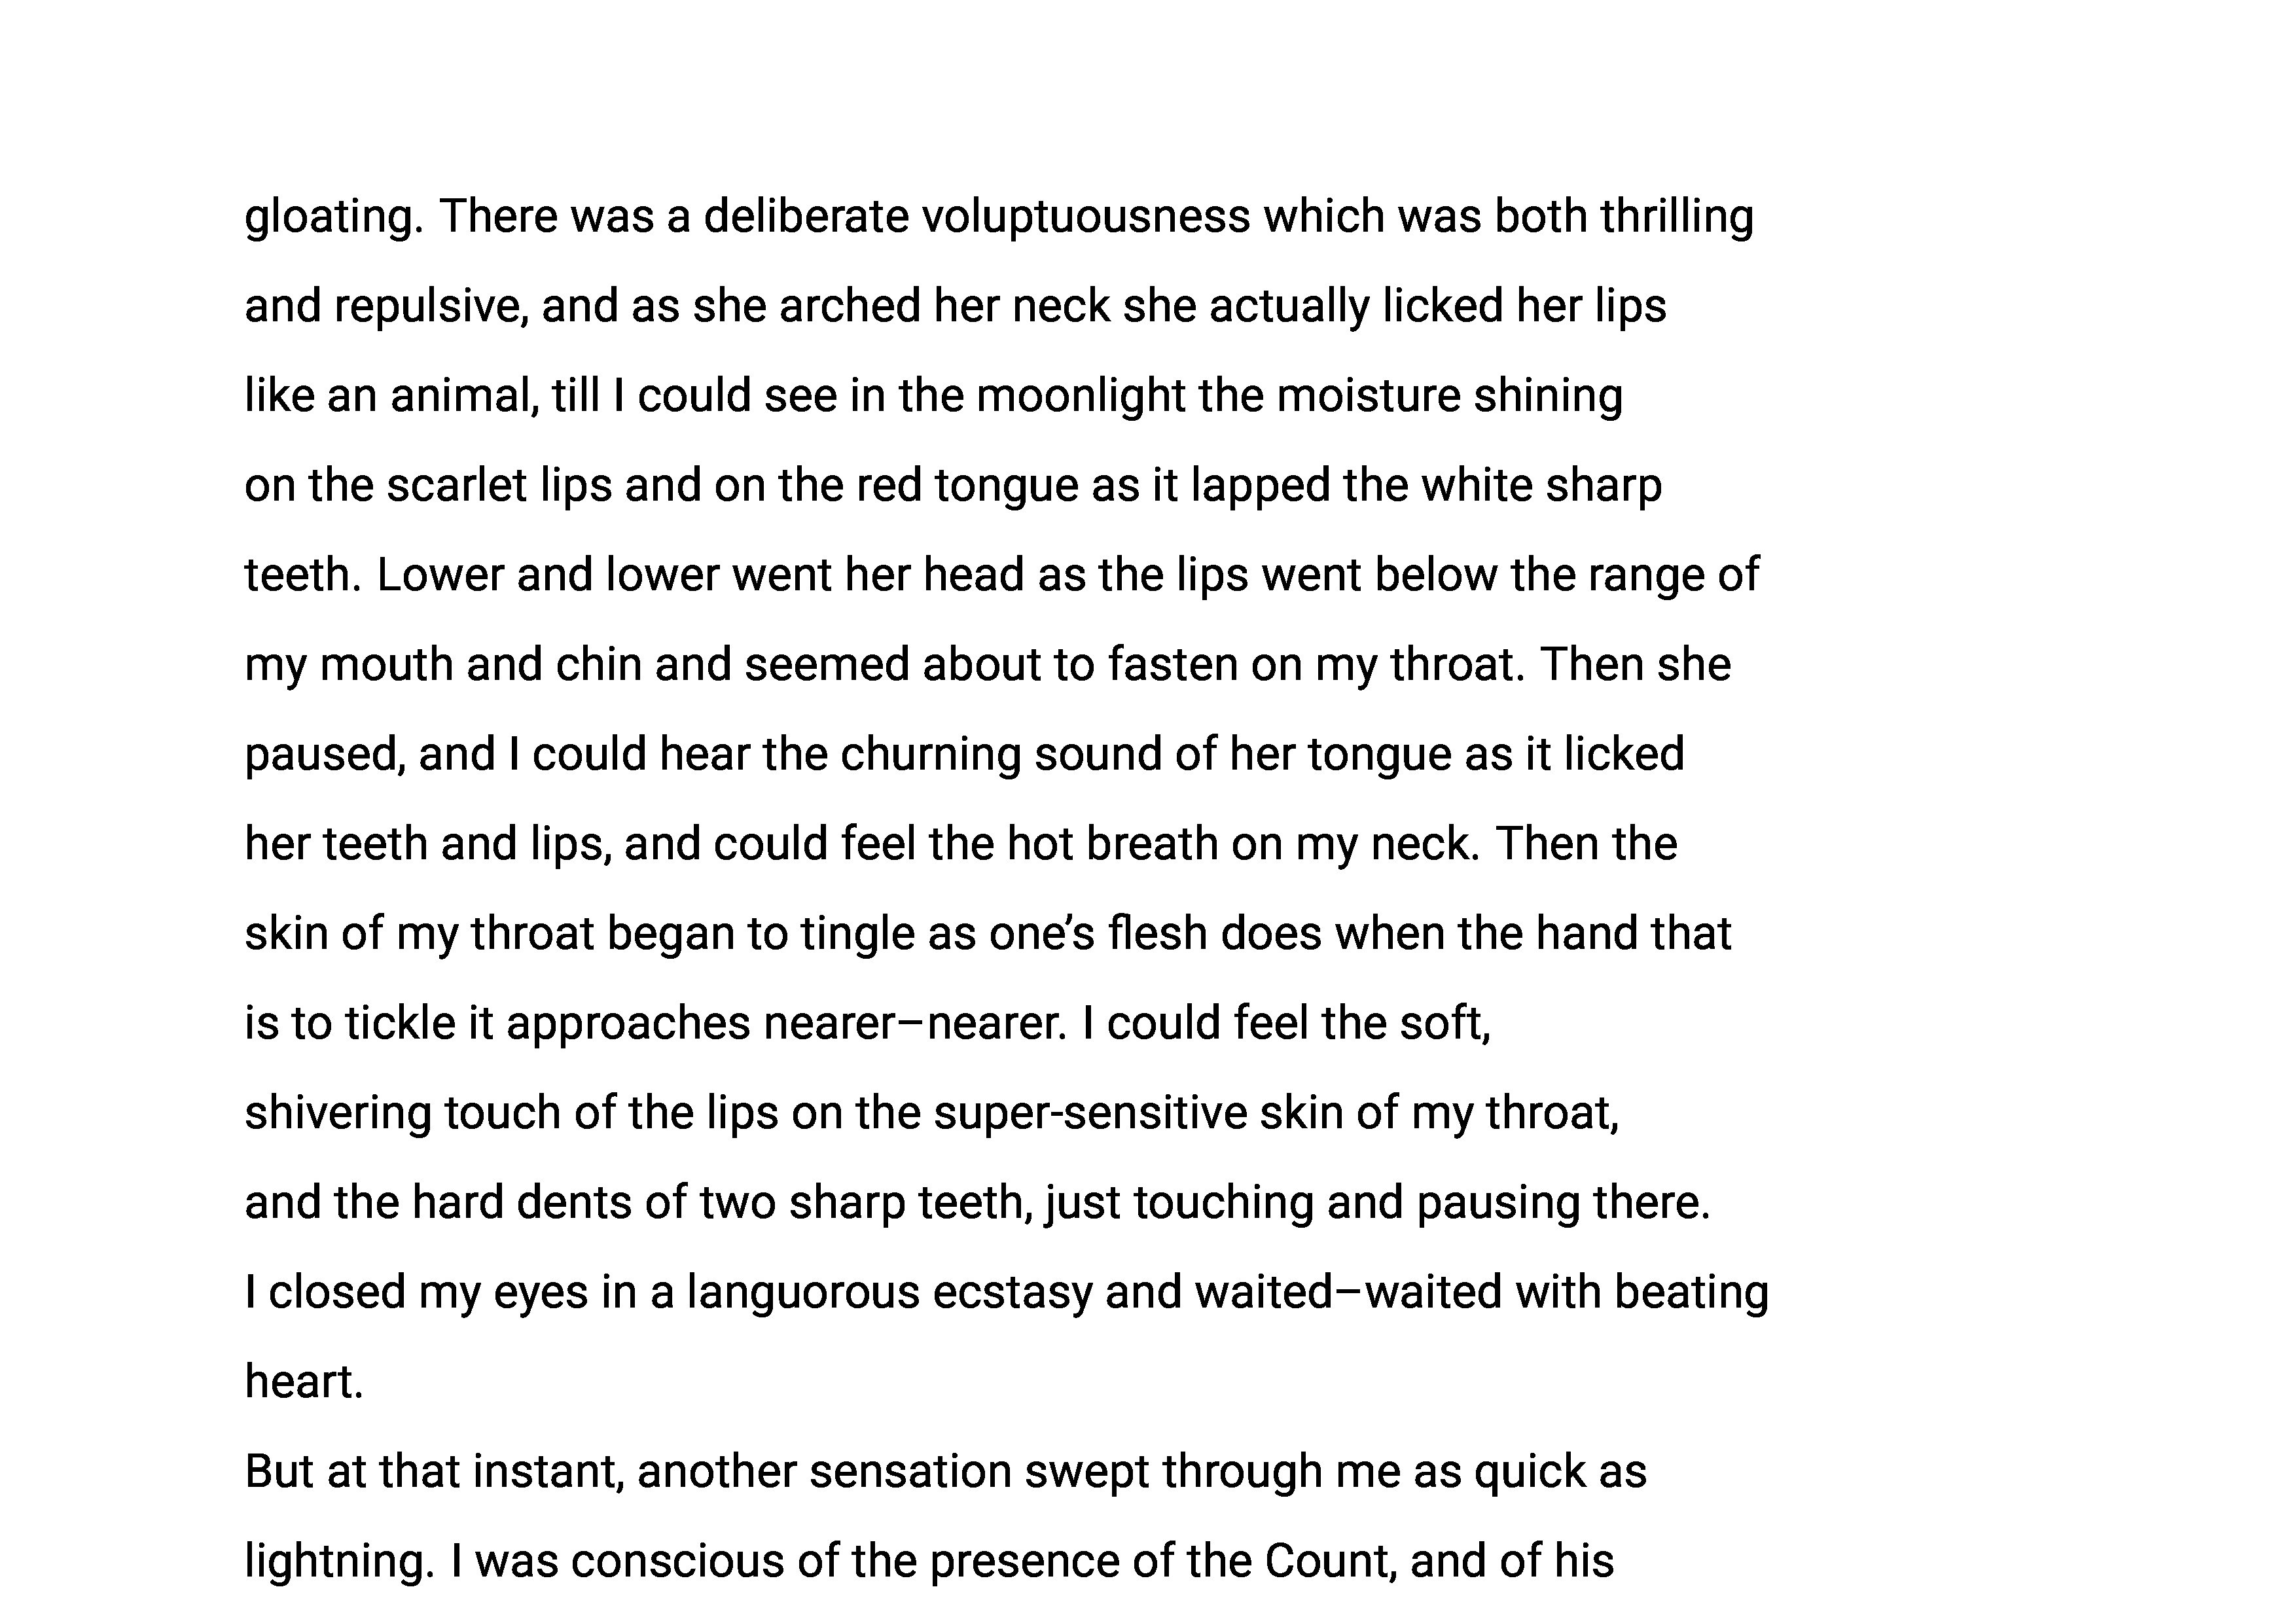 gloating. There was a deliberate voluptuousness which was both thrilling
and repulsive, and as she arched her neck she actually licked her lips
like an animal, till I could see in the moonlight the moisture shining
on the scarlet lips and on the red tongue as it lapped the white sharp
teeth. Lower and lower went her head as the lips went below the range of
my mouth and chin and seemed about to fasten on my throat. Then she
paused, and I could hear the churning sound of her tongue as it licked
her teeth and lips, and could feel the hot breath on my neck. Then the
skin of my throat began to tingle as one’s flesh does when the hand that
is to tickle it approaches nearer–nearer. I could feel the soft,
shivering touch of the lips on the super-sensitive skin of my throat,
and the hard dents of two sharp teeth, just touching and pausing there.
I closed my eyes in a languorous ecstasy and waited–waited with beating
heart.
But at that instant, another sensation swept through me as quick as
lightning. I was conscious of the presence of the Count, and of his